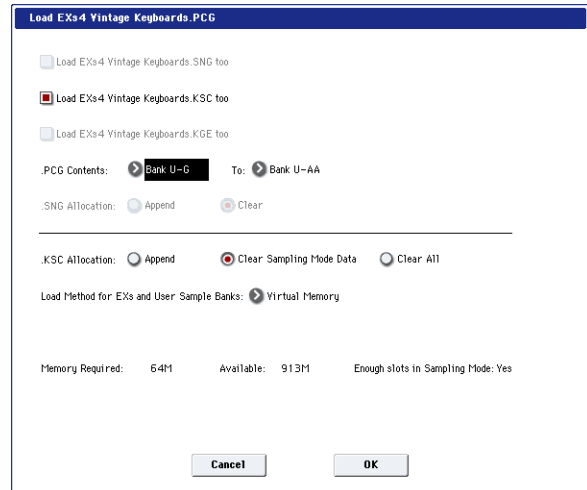 Load EXs4 Vintage Keyboards.PCG
Load EXs4 Vintage Keyboards.SNG too
Load EXs4 Vintage Keyboards.KSC too
Load EXs4 Vintage Keyboards.KGE too
.PCG Contents: Bank U-G To: Bank U-AA
.SNG Allocation: Append Clear
.KSC Allocation: Append Clear Sampling Mode Data Clear All
Load Method for EXs and User Sample Banks: Virtual Memory
Memory Required: 64M Available: 913M Enough slots in Sampling Mode: Yes
Cancel OK